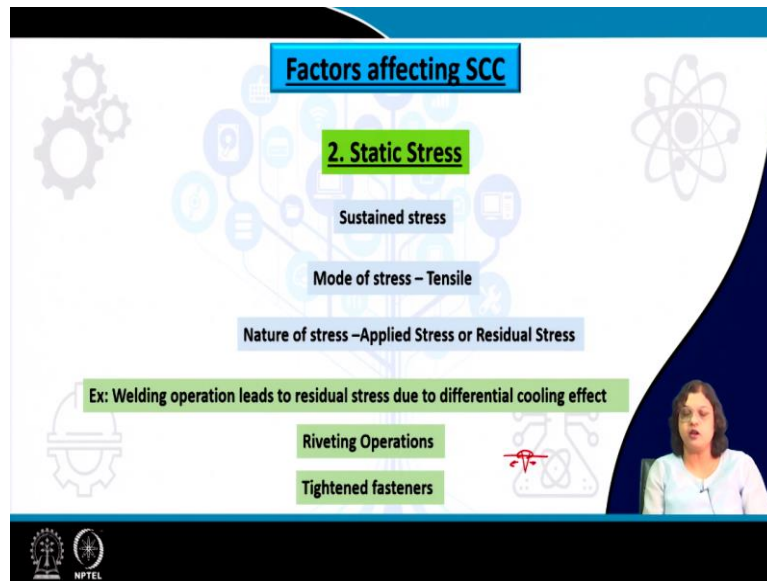 Factors affecting SCC
2. Static Stress
Sustained stress
Mode of stress – Tensile
Nature of stress –Applied Stress or Residual Stress
Ex: Welding operation leads to residual stress due to differential cooling effect
Riveting Operations
Tightened fasteners
NPTEL